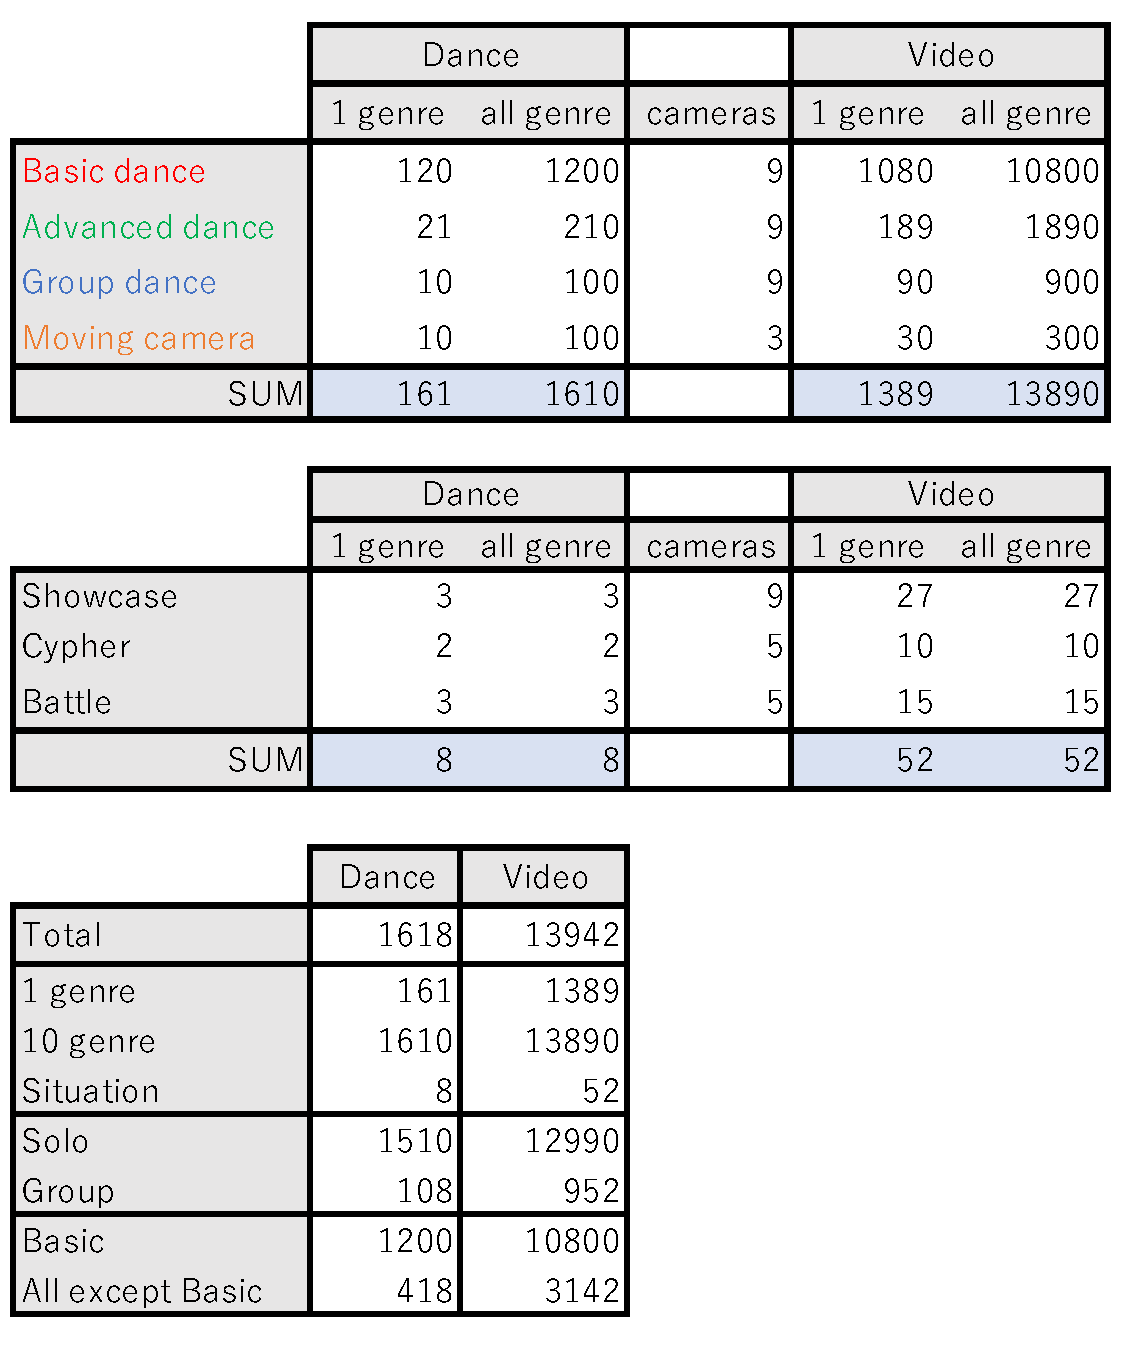 Dance Video
1 genre all genre cameras 1 genre all genre
Basic dance 120 1200 9 1080 10800
Advanced dance 21 210 9 189 1890
Group dance 10 100 9 90 900
Moving camera 10 100 3 30 300
SUM 161 1610 1389 13890
Dance Video
1 genre all genre cameras 1 genre all genre
Showcase 3 3 9 27 27
Cypher 2 2 5 10 10
Battle 3 3 5 15 15
SUM 8 8 52 52
Dance Video
Total 1618 13942
1 genre 161 1389
10 genre 1610 13890
Situation 8 52
Solo 1510 12990
Group 108 952
Basic 1200 10800
All except Basic 418 3142